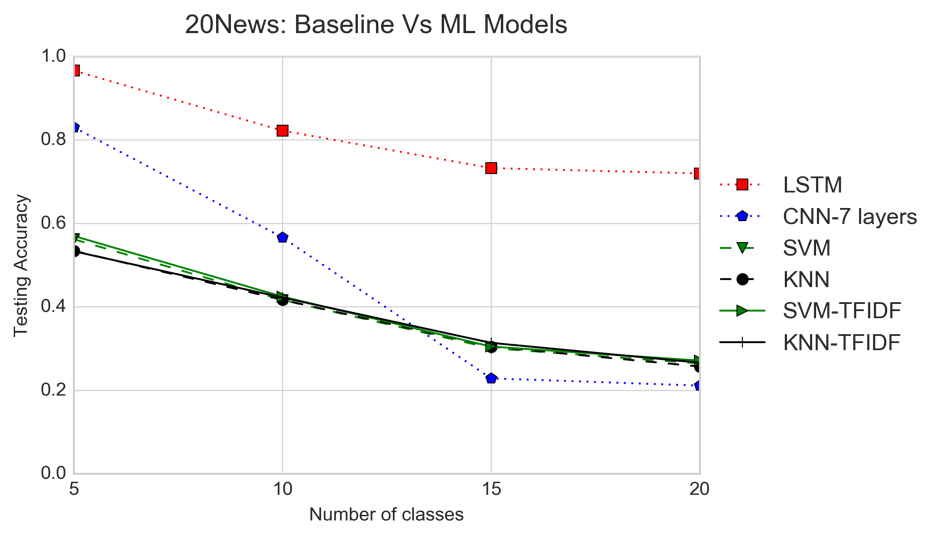 20News: Baseline Vs ML Models
1.0
0.8
0.6
0.4
0.2
0.0
Testing Accuracy
5
10
15
20
Number of classes
LSTM
CNN-7 layers
SVM
KNN
SVM-TFIDF
KNN-TFIDF